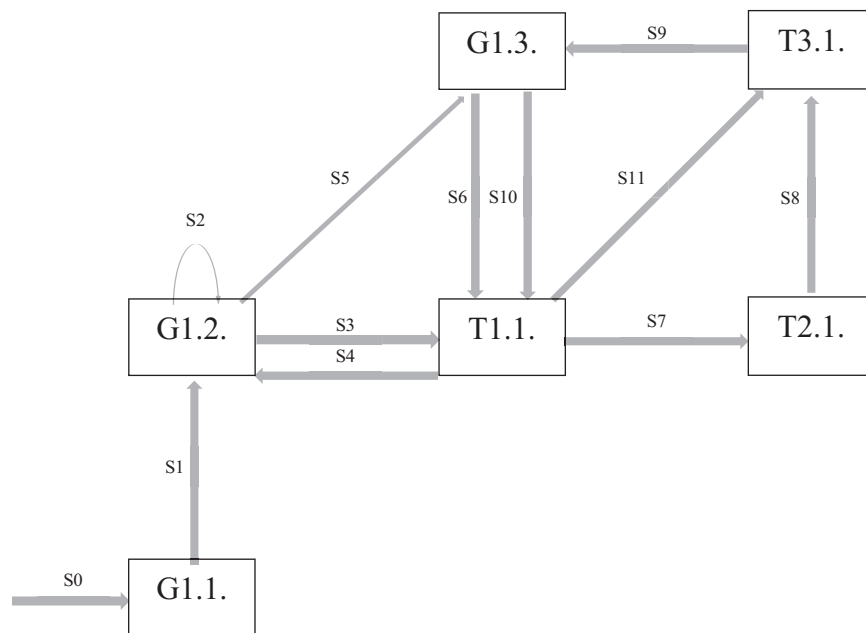 G1.3.
S9
T3.1.
S5
S6
S10
S11
S8
S2
G1.2.
S3
S4
T1.1.
S7
T2.1.
S1
S0
G1.1.